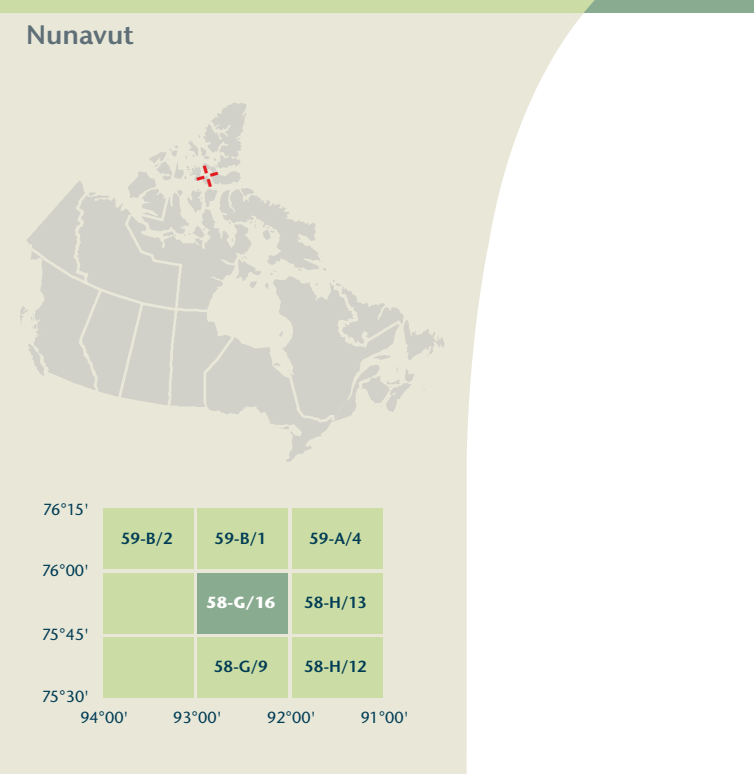 Nunavut
76°15'
59-B/2 59-B/1 59-A/4
76°00'
58-G/16 58-H/13
75°45'
58-G/9 58-H/12
75°30'
94°00' 93°00' 92°00' 91°00'